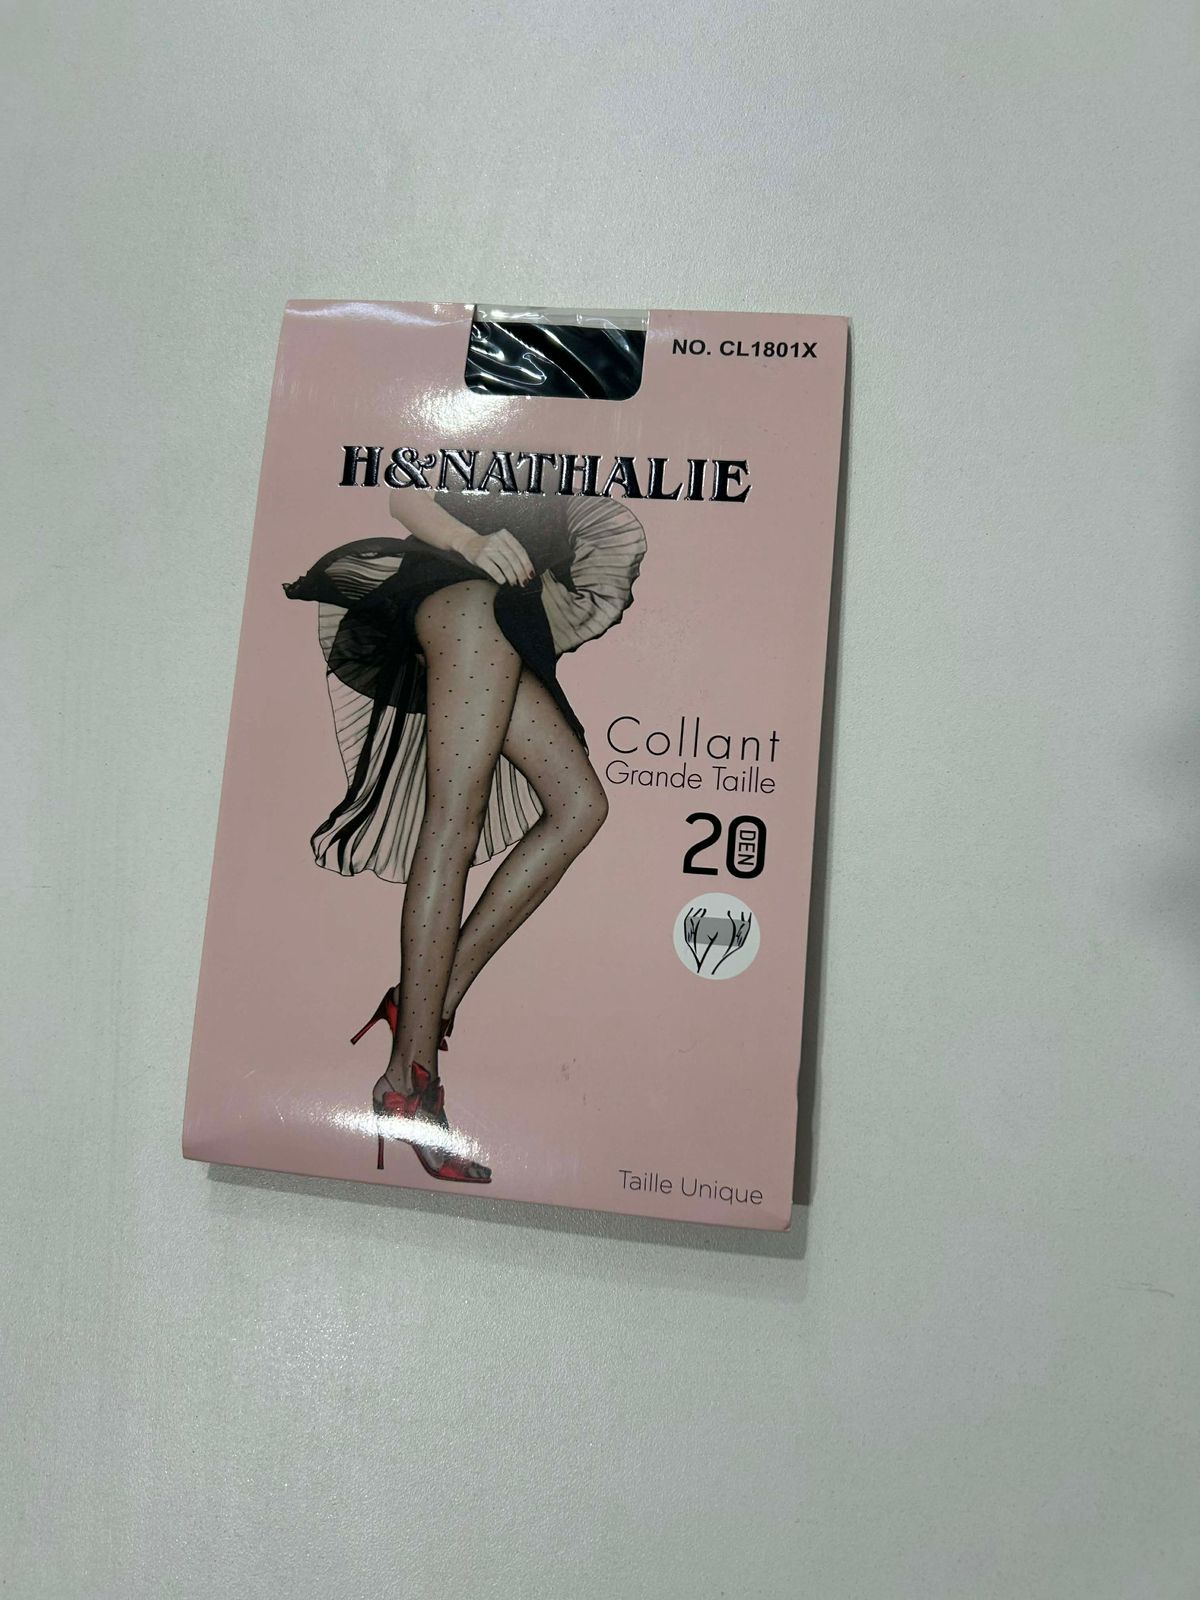 NO. CL1801X
H&NATHALIE
Collant
Grande Taille
20 DEN
Taille Unique